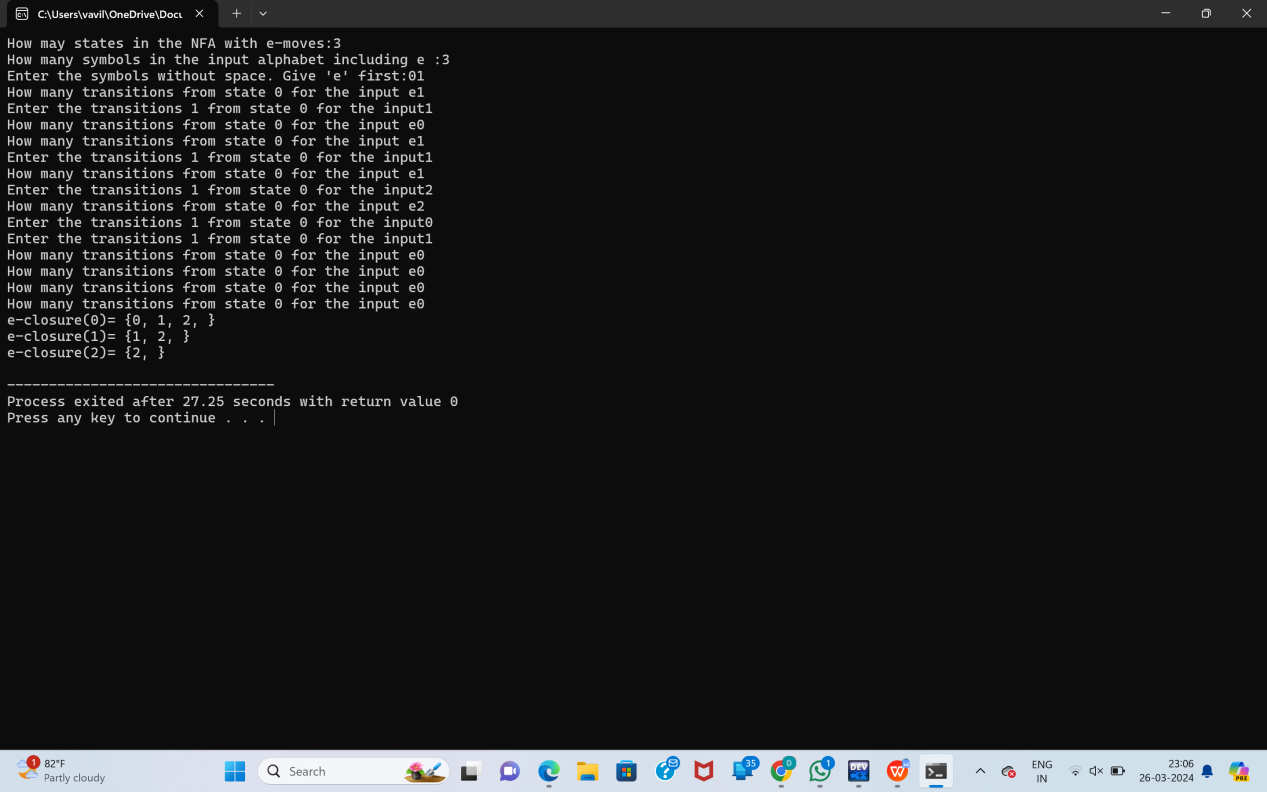 C:\Users\vavil\OneDrive\Docu
How may states in the NFA with e-moves:3
How many symbols in the input alphabet including e :3
Enter the symbols without space. Give 'e' first:01
How many transitions from state 0 for the input e1
Enter the transitions 1 from state 0 for the input1
How many transitions from state 0 for the input e0
How many transitions from state 0 for the input e1
Enter the transitions 1 from state 0 for the input1
How many transitions from state 0 for the input e1
Enter the transitions 1 from state 0 for the input2
How many transitions from state 0 for the input e2
Enter the transitions 1 from state 0 for the input0
Enter the transitions 1 from state 0 for the input1
How many transitions from state 0 for the input e0
How many transitions from state 0 for the input e0
How many transitions from state 0 for the input e0
How many transitions from state 0 for the input e0
e-closure(0)= {0, 1, 2, }
e-closure(1)= {1, 2, }
e-closure(2)= {2, }
--------------------------------
Process exited after 27.25 seconds with return value 0
Press any key to continue . . .
1
82°F
Partly cloudy
Search
35
D
1
DEV
W
ENG
IN
23:06
26-03-2024
PRE